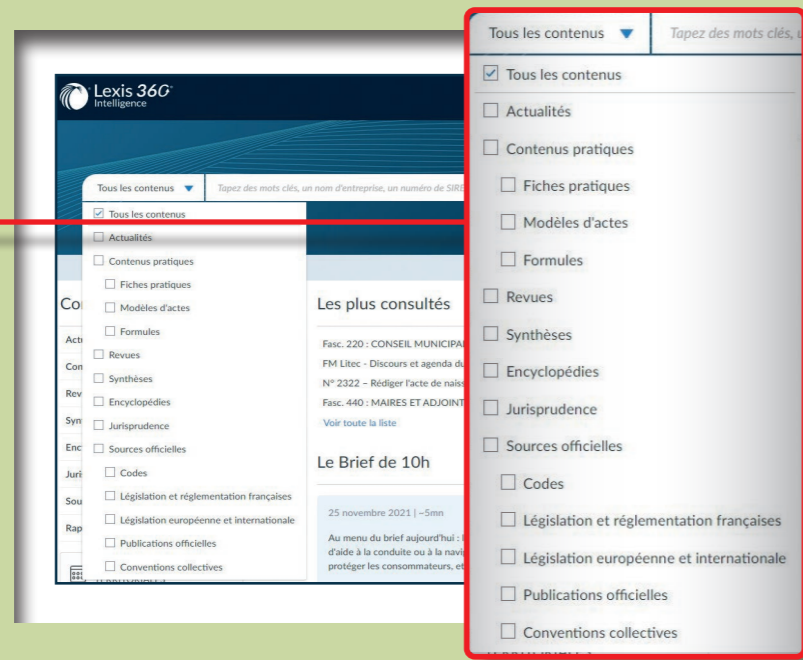 Lexis 360
Intelligence
Tous les contenus
Tapez des mots clés, un nom d'entreprise, un numéro de SIRE
Tous les contenus
Actualités
Contenus pratiques
Fiches pratiques
Modèles d'actes
Formules
Revues
Synthèses
Encyclopédies
Jurisprudence
Sources officielles
Codes
Législation et réglementation françaises
Législation européenne et internationale
Publications officielles
Conventions collectives
Les plus consultés
Fasc. 220 : CONSEIL MUNICIPA
FM Litec - Discours et agenda du
N° 2322 – Rédiger l'acte de naiss
Fasc. 440 : MAIRES ET ADJOINT
Voir toute la liste
Le Brief de 10h
25 novembre 2021 | ~5mn
Au menu du brief aujourd'hui :
d'aide à la conduite ou à la navig
protéger les consommateurs, et
Tous les contenus
Tapez des mots clés,
Tous les contenus
Actualités
Contenus pratiques
Fiches pratiques
Modèles d'actes
Formules
Revues
Synthèses
Encyclopédies
Jurisprudence
Sources officielles
Codes
Législation et réglementation françaises
Législation européenne et internationale
Publications officielles
Conventions collectives